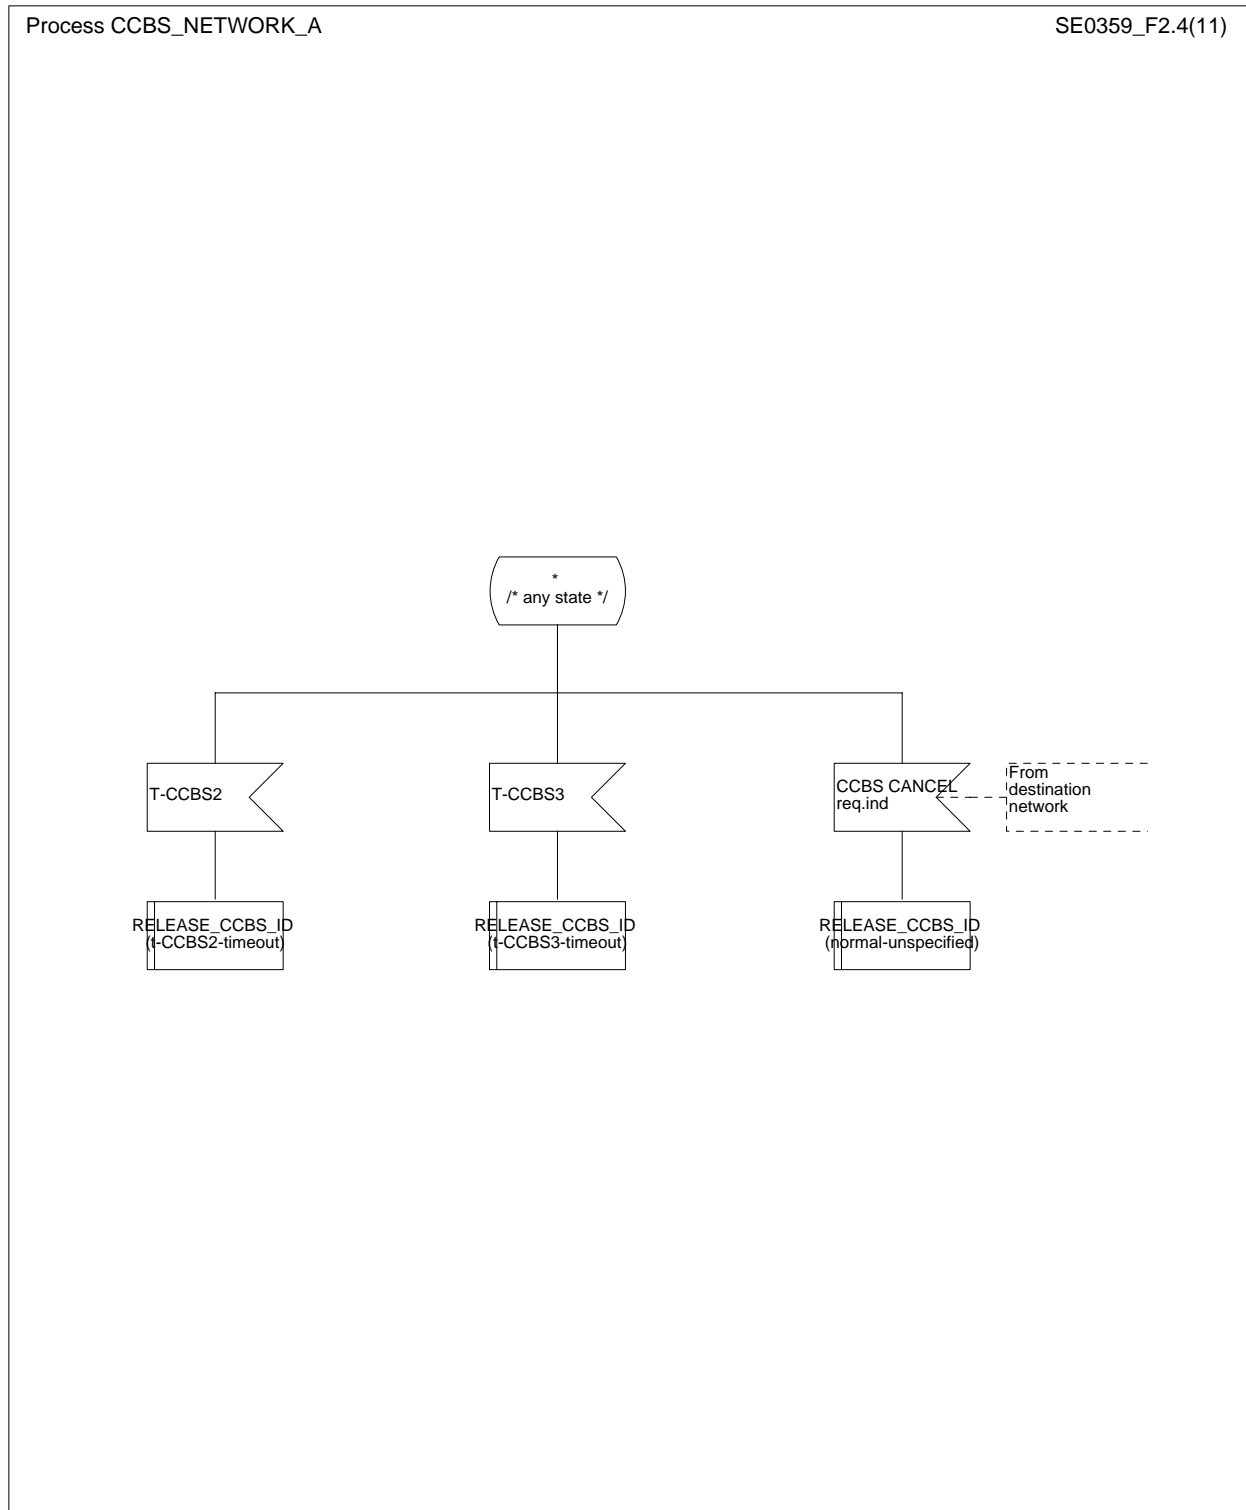 Process CCBS_NETWORK_A
SE0359_F2.4(11)
*
/* any state */
T-CCBS2
T-CCBS3
CCBS CANCEL
req.ind
From
destination
network
RELEASE_CCBS_ID
(t-CCBS2-timeout)
RELEASE_CCBS_ID
(t-CCBS3-timeout)
RELEASE_CCBS_ID
(normal-unspecified)